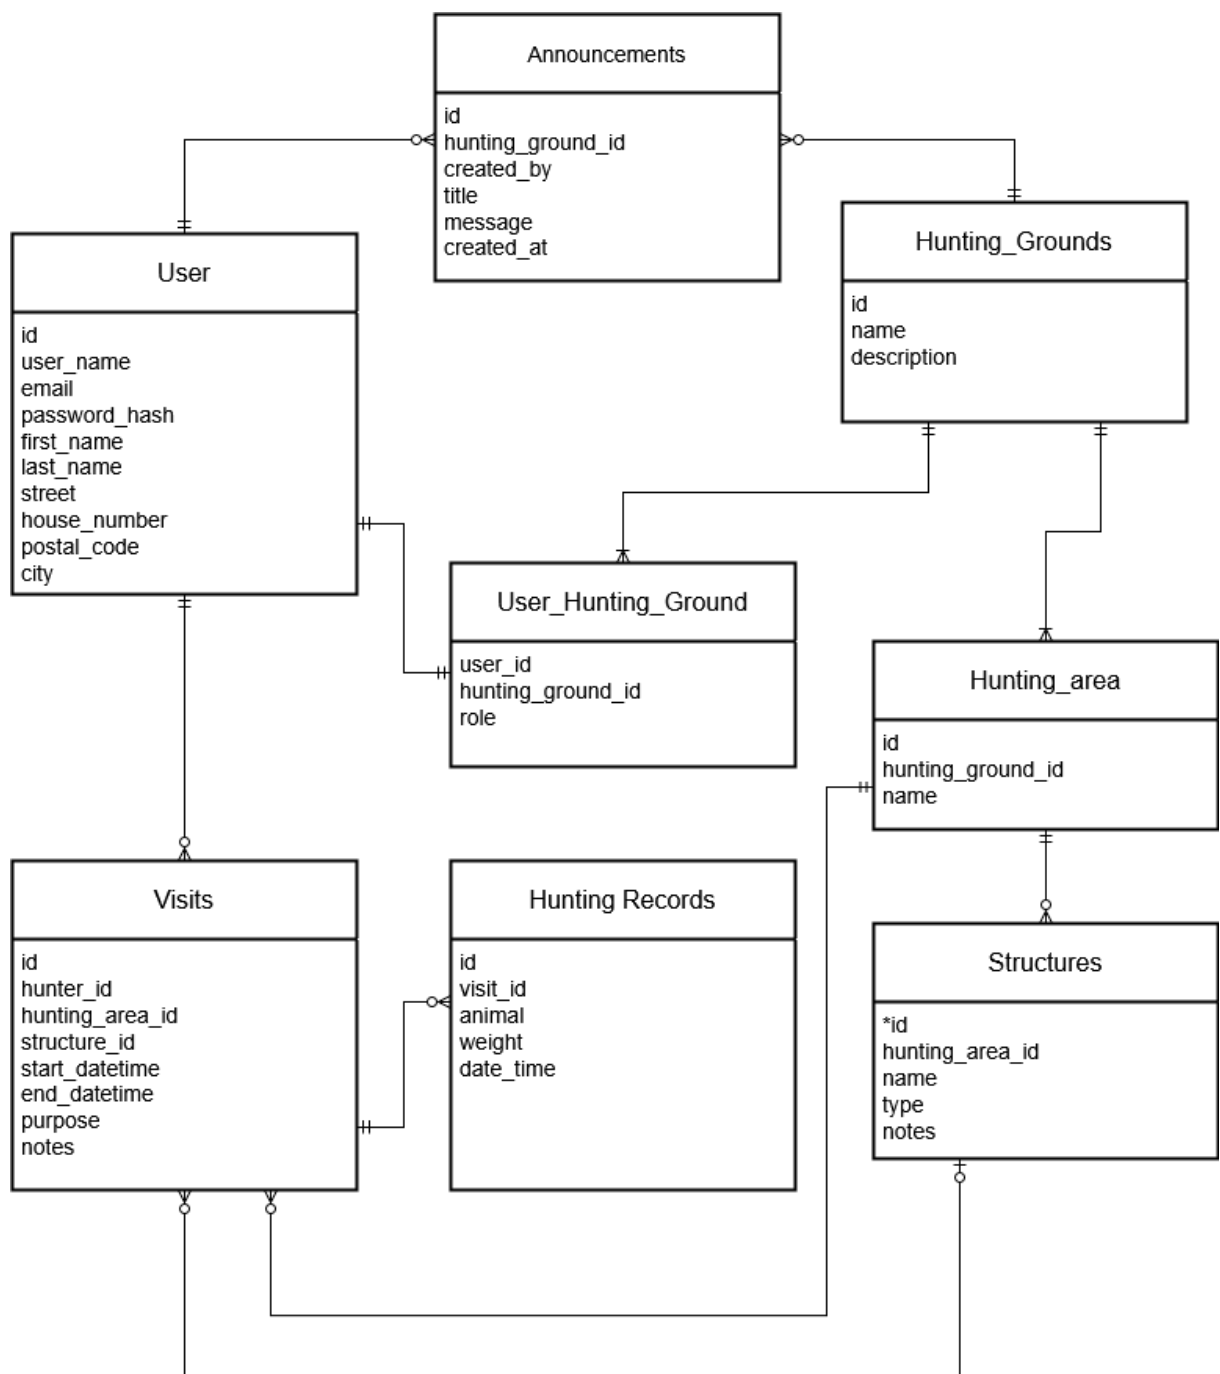 Announcements
id
hunting_ground_id
created_by
title
message
created_at
Hunting_Grounds
id
name
description
User
id
user_name
email
password_hash
first_name
last_name
street
house_number
postal_code
city
User_Hunting_Ground
user_id
hunting_ground_id
role
Hunting_area
id
hunting_ground_id
name
Visits
id
hunter_id
hunting_area_id
structure_id
start_datetime
end_datetime
purpose
notes
Hunting Records
id
visit_id
animal
weight
date_time
Structures
*id
hunting_area_id
name
type
notes